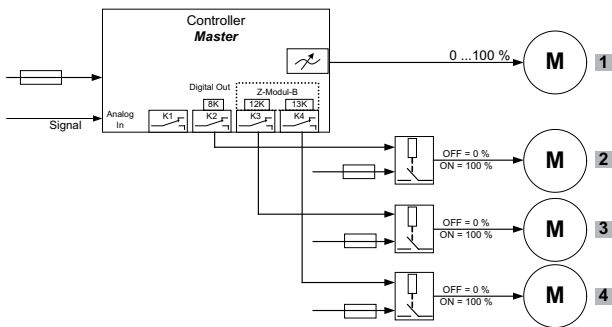 Controller
Master
0 ...100 %
M
1
Digital Out
Z-Modul-B
8K
12K
13K
Signal
Analog
In
K1
K2
K3
K4
OFF = 0 %
ON = 100 %
M
2
OFF = 0 %
ON = 100 %
M
3
OFF = 0 %
ON = 100 %
M
4